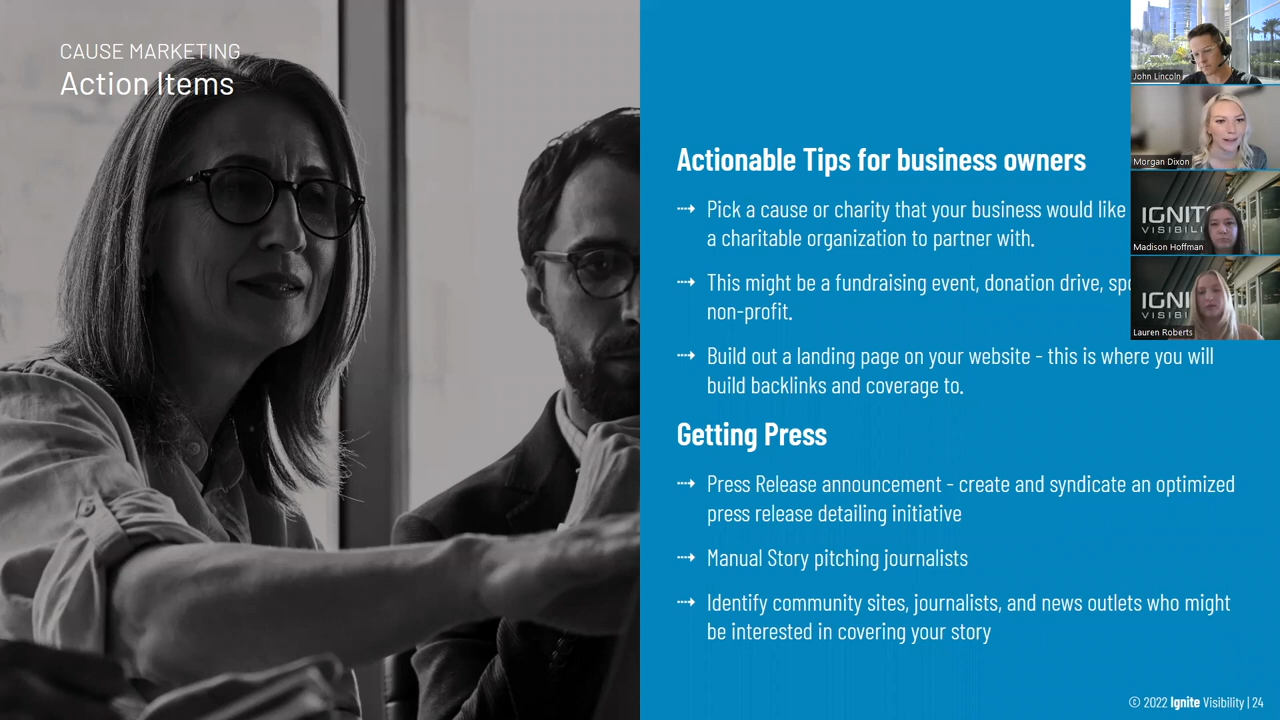 CAUSE MARKETING
Action Items
Actionable Tips for business owners
Pick a cause or charity that your business would like
a charitable organization to partner with.
This might be a fundraising event, donation drive,
non-profit.
Build out a landing page on your website - this is where you will
build backlinks and coverage to.
Getting Press
Press Release announcement - create and syndicate an optimized
press release detailing initiative
Manual Story pitching journalists
Identify community sites, journalists, and news outlets who might
be interested in covering your story
© 2022 Ignite Visibility | 24
John Lincoln
Morgan Dixon
Madison Hoffman
Lauren Roberts